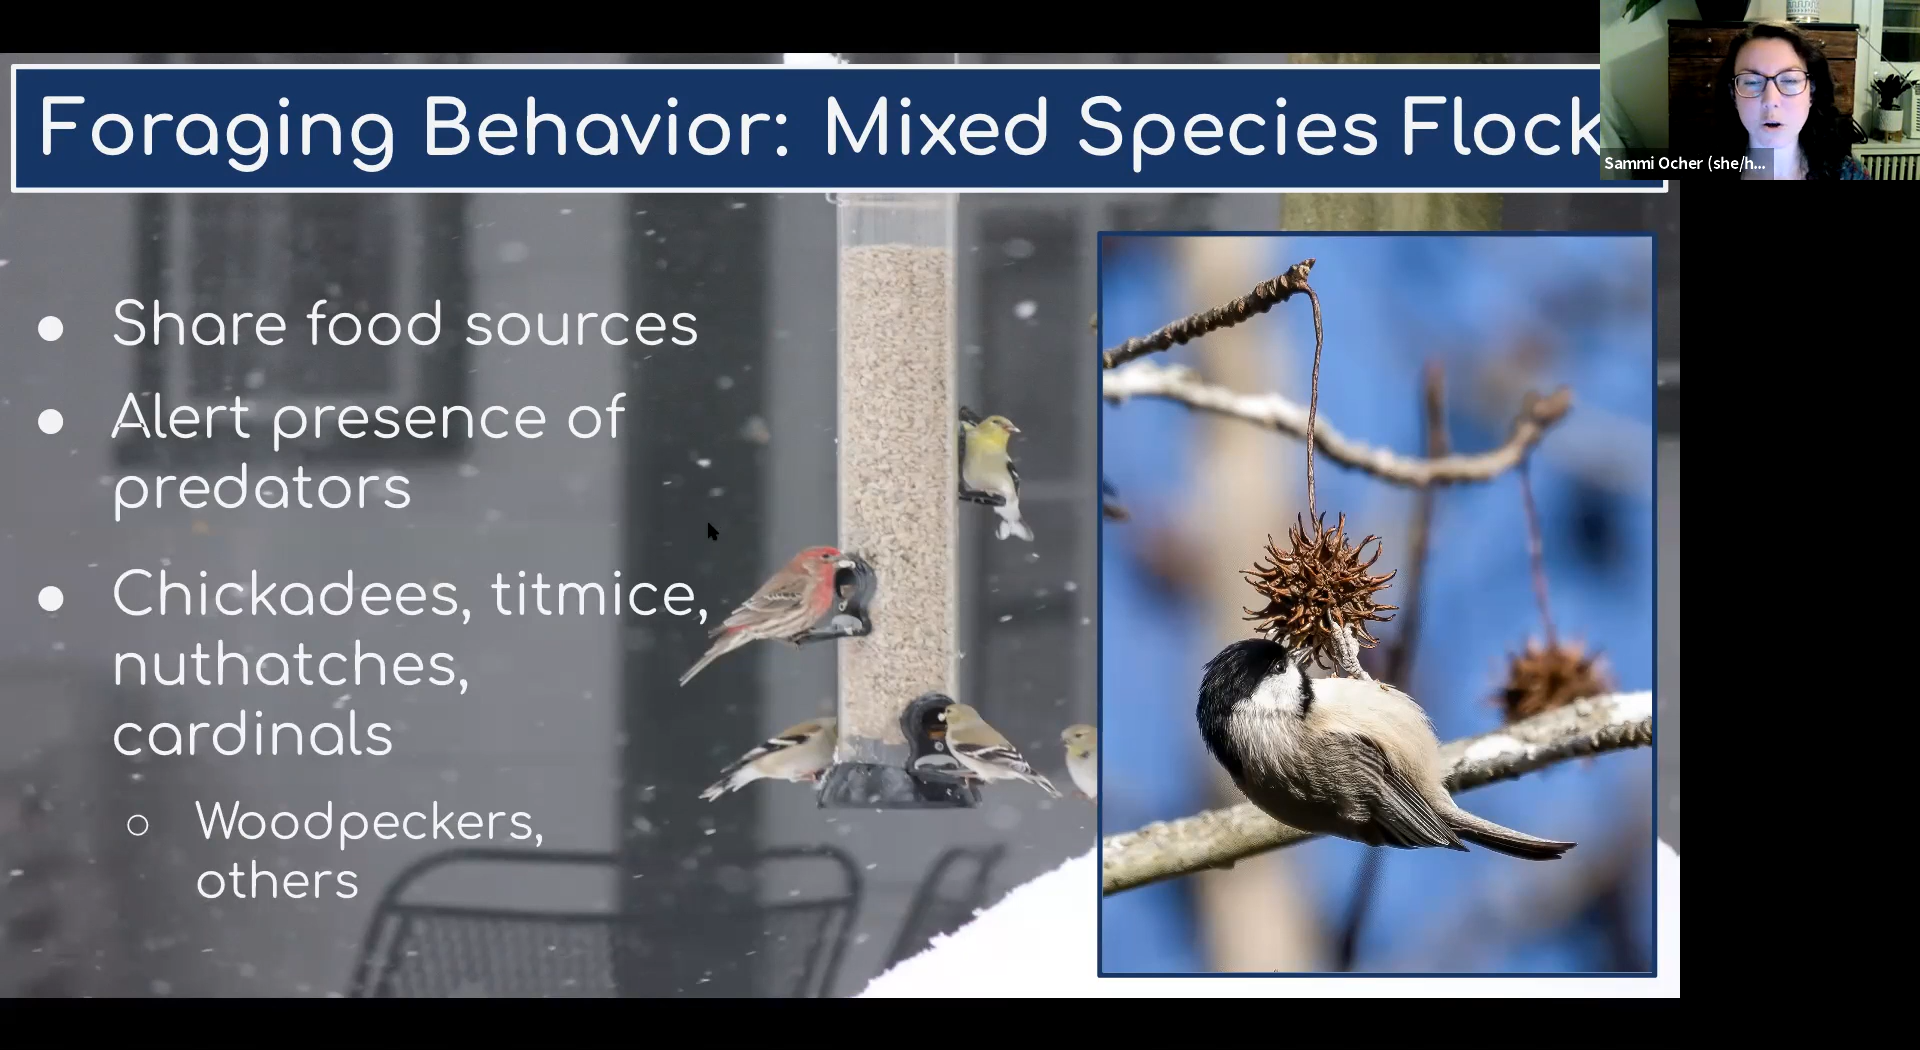 Foraging Behavior: Mixed Species Flock
Sammi Ocher (she/h...
● Share food sources
● Alert presence of
predators
● Chickadees, titmice,
nuthatches,
cardinals
○ Woodpeckers,
others